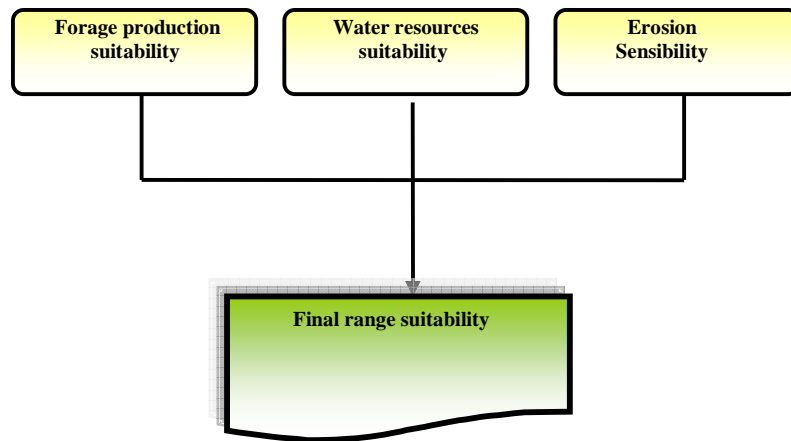 Forage production
suitability
Water resources
suitability
Erosion
Sensibility
Final range suitability